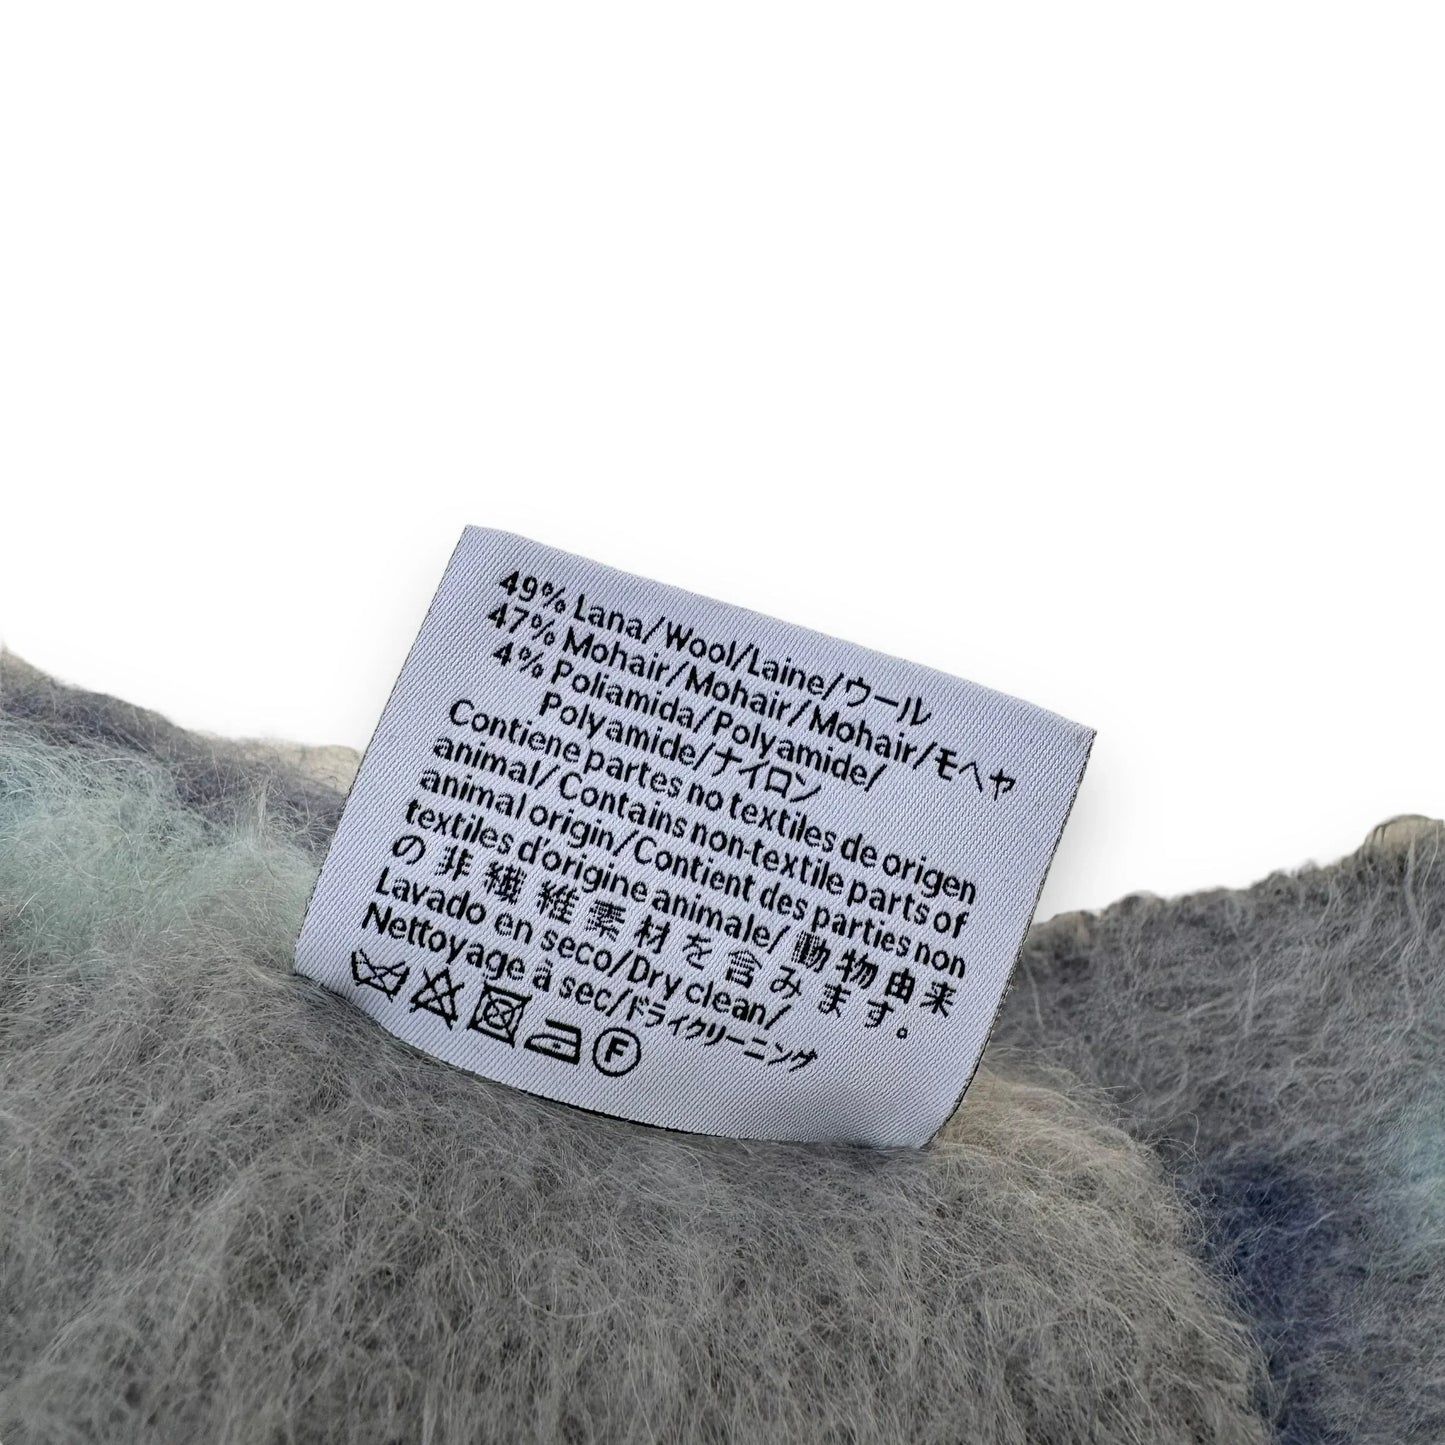 49% Lana/Wool/Laine/ウール
47% Mohair/Mohair/Mohair/モヘヤ
4% Poliamida/Polyamide/
Polyamide/ナイロン
Contiene partes no textiles de origen
animal/Contains non-textile parts of
animal origin/Contient des parties non
textiles d'origine animale/動物由来
の非繊維素材を含みます。
Lavado en seco/Dry clean/
Nettoyage à sec/ドライクリーニング
F